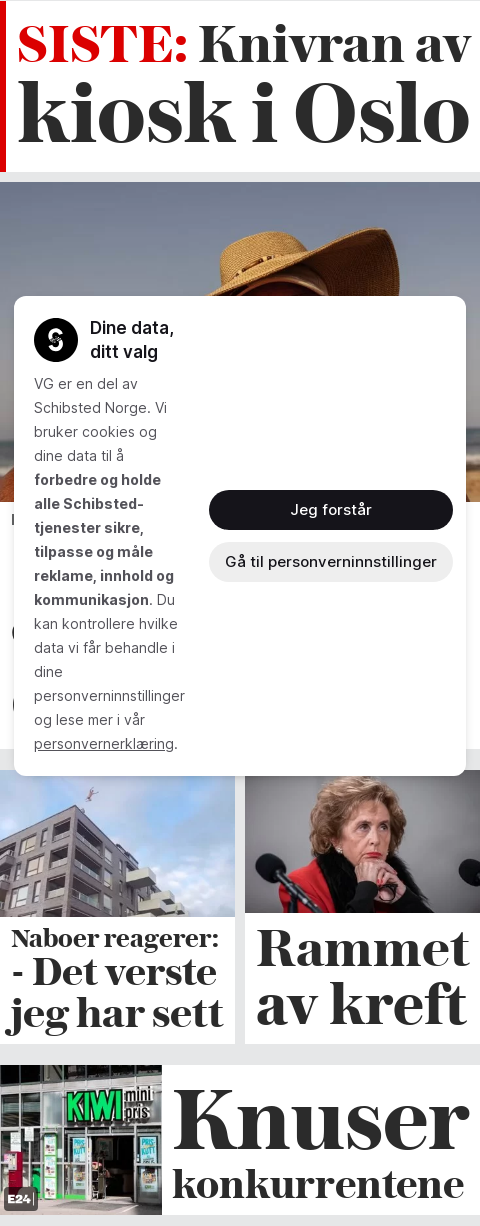 SISTE: Knivran av
kiosk i Oslo
Dine data,
ditt valg
VG er en del av
Schibsted Norge. Vi
bruker cookies og
dine data til å
forbedre og holde
alle Schibsted-
tjenester sikre,
tilpasse og måle
reklame, innhold og
kommunikasjon. Du
kan kontrollere hvilke
data vi får behandle i
dine
personverninnstillinger
og lese mer i vår
personvernerklæring.
Jeg forstår
Gå til personverninnstillinger
Naboer reagerer:
- Det verste
jeg har sett
Rammet
av kreft
KIWI mini
pris
E24
Knuser
konkurrentene